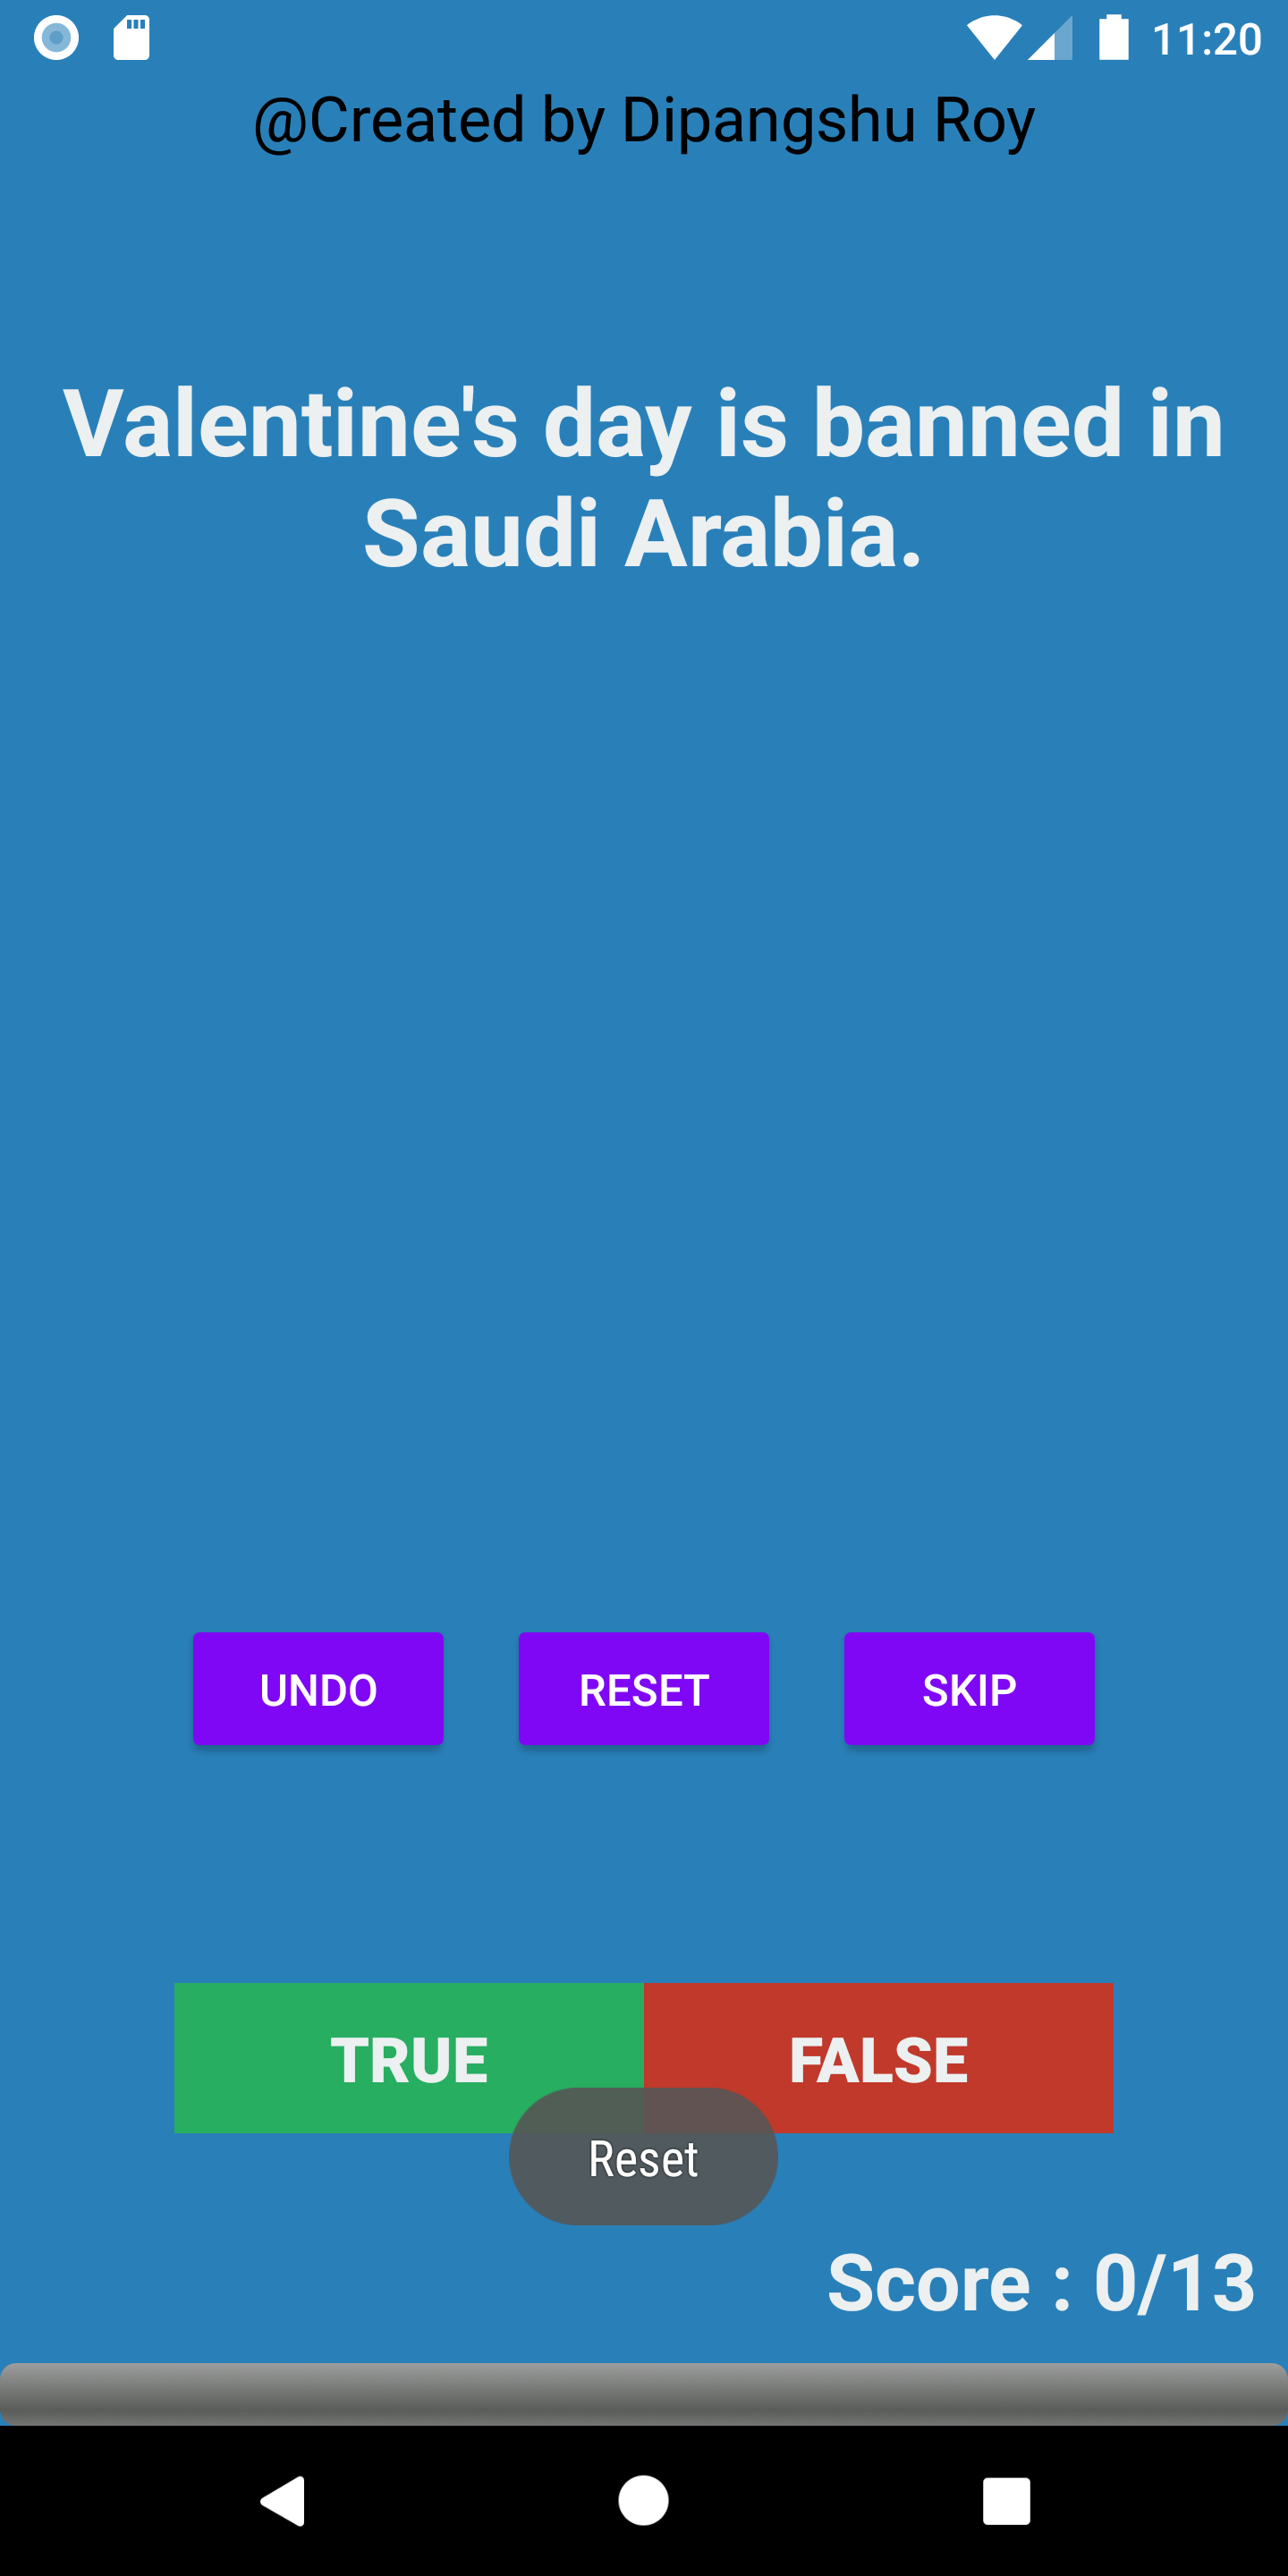 11:20
@Created by Dipangshu Roy
Valentine's day is banned in
Saudi Arabia.
UNDO RESET SKIP
TRUE FALSE
Reset
Score : 0/13